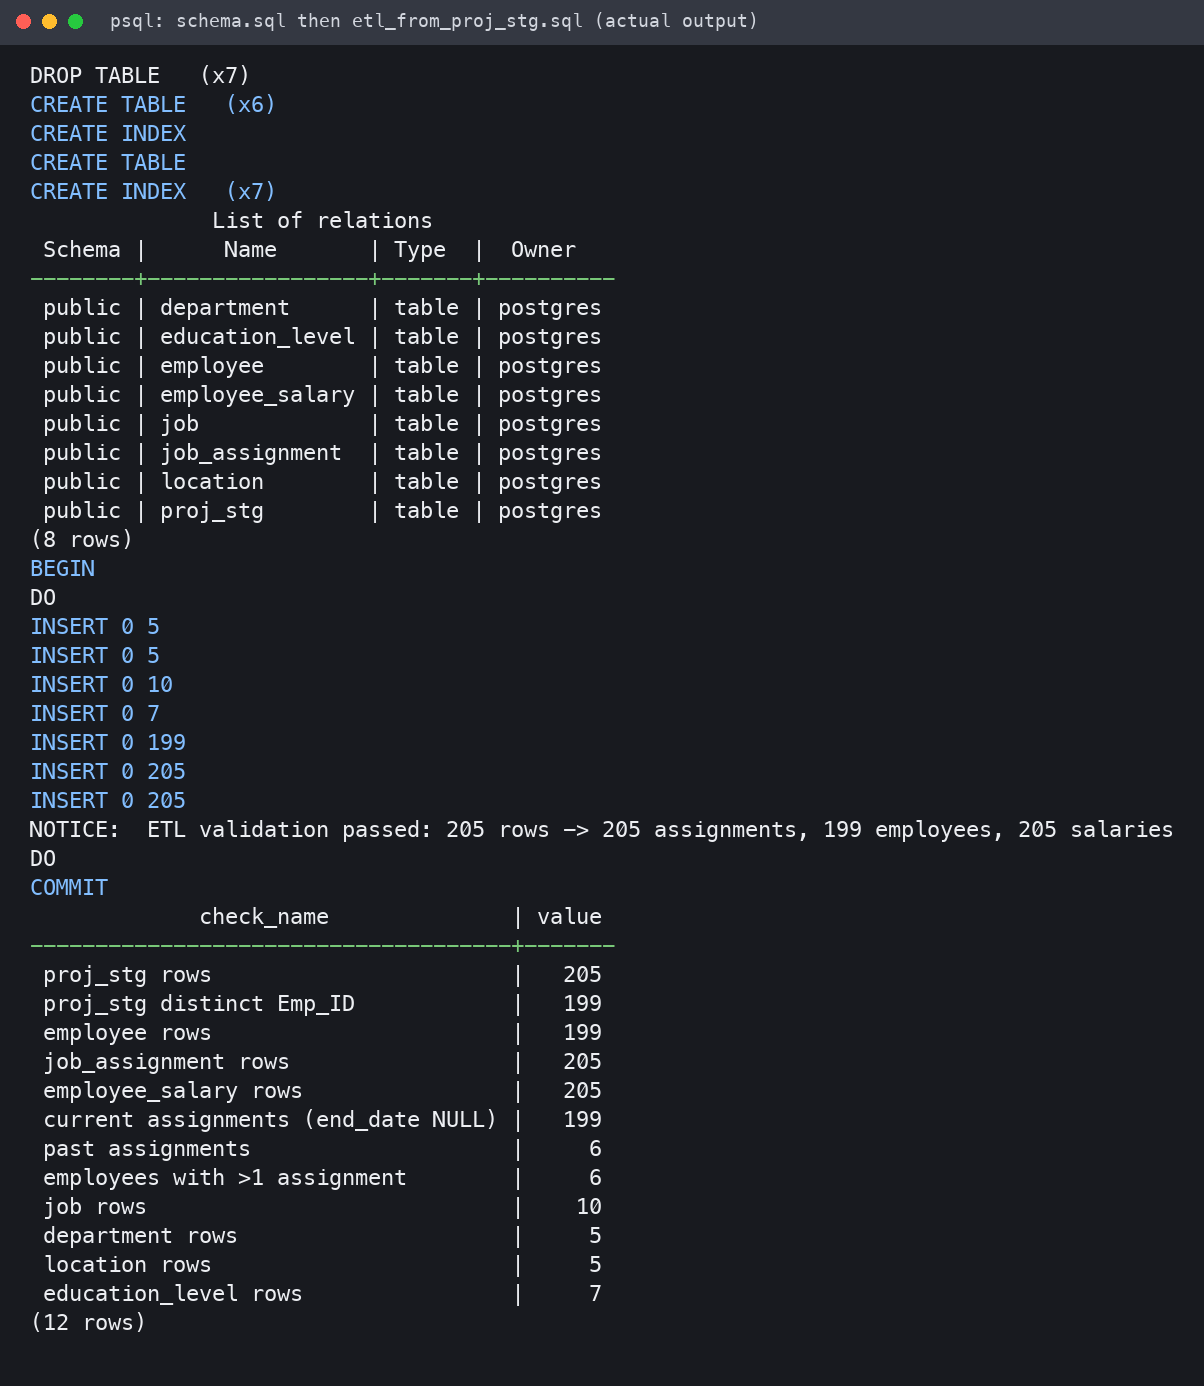 psql: schema.sql then etl_from_proj_stg.sql (actual output)
DROP TABLE   (x7)
CREATE TABLE   (x6)
CREATE INDEX
CREATE TABLE
CREATE INDEX   (x7)
              List of relations
 Schema |      Name       | Type  |  Owner
--------+-----------------+-------+----------
 public | department      | table | postgres
 public | education_level | table | postgres
 public | employee        | table | postgres
 public | employee_salary | table | postgres
 public | job             | table | postgres
 public | job_assignment  | table | postgres
 public | location        | table | postgres
 public | proj_stg        | table | postgres
(8 rows)
BEGIN
DO
INSERT 0 5
INSERT 0 5
INSERT 0 10
INSERT 0 7
INSERT 0 199
INSERT 0 205
INSERT 0 205
NOTICE:  ETL validation passed: 205 rows -> 205 assignments, 199 employees, 205 salaries
DO
COMMIT
             check_name              | value
-------------------------------------+-------
 proj_stg rows                       |   205
 proj_stg distinct Emp_ID            |   199
 employee rows                       |   199
 job_assignment rows                 |   205
 employee_salary rows                |   205
 current assignments (end_date NULL) |   199
 past assignments                    |     6
 employees with >1 assignment        |     6
 job rows                            |    10
 department rows                     |     5
 location rows                       |     5
 education_level rows                |     7
(12 rows)